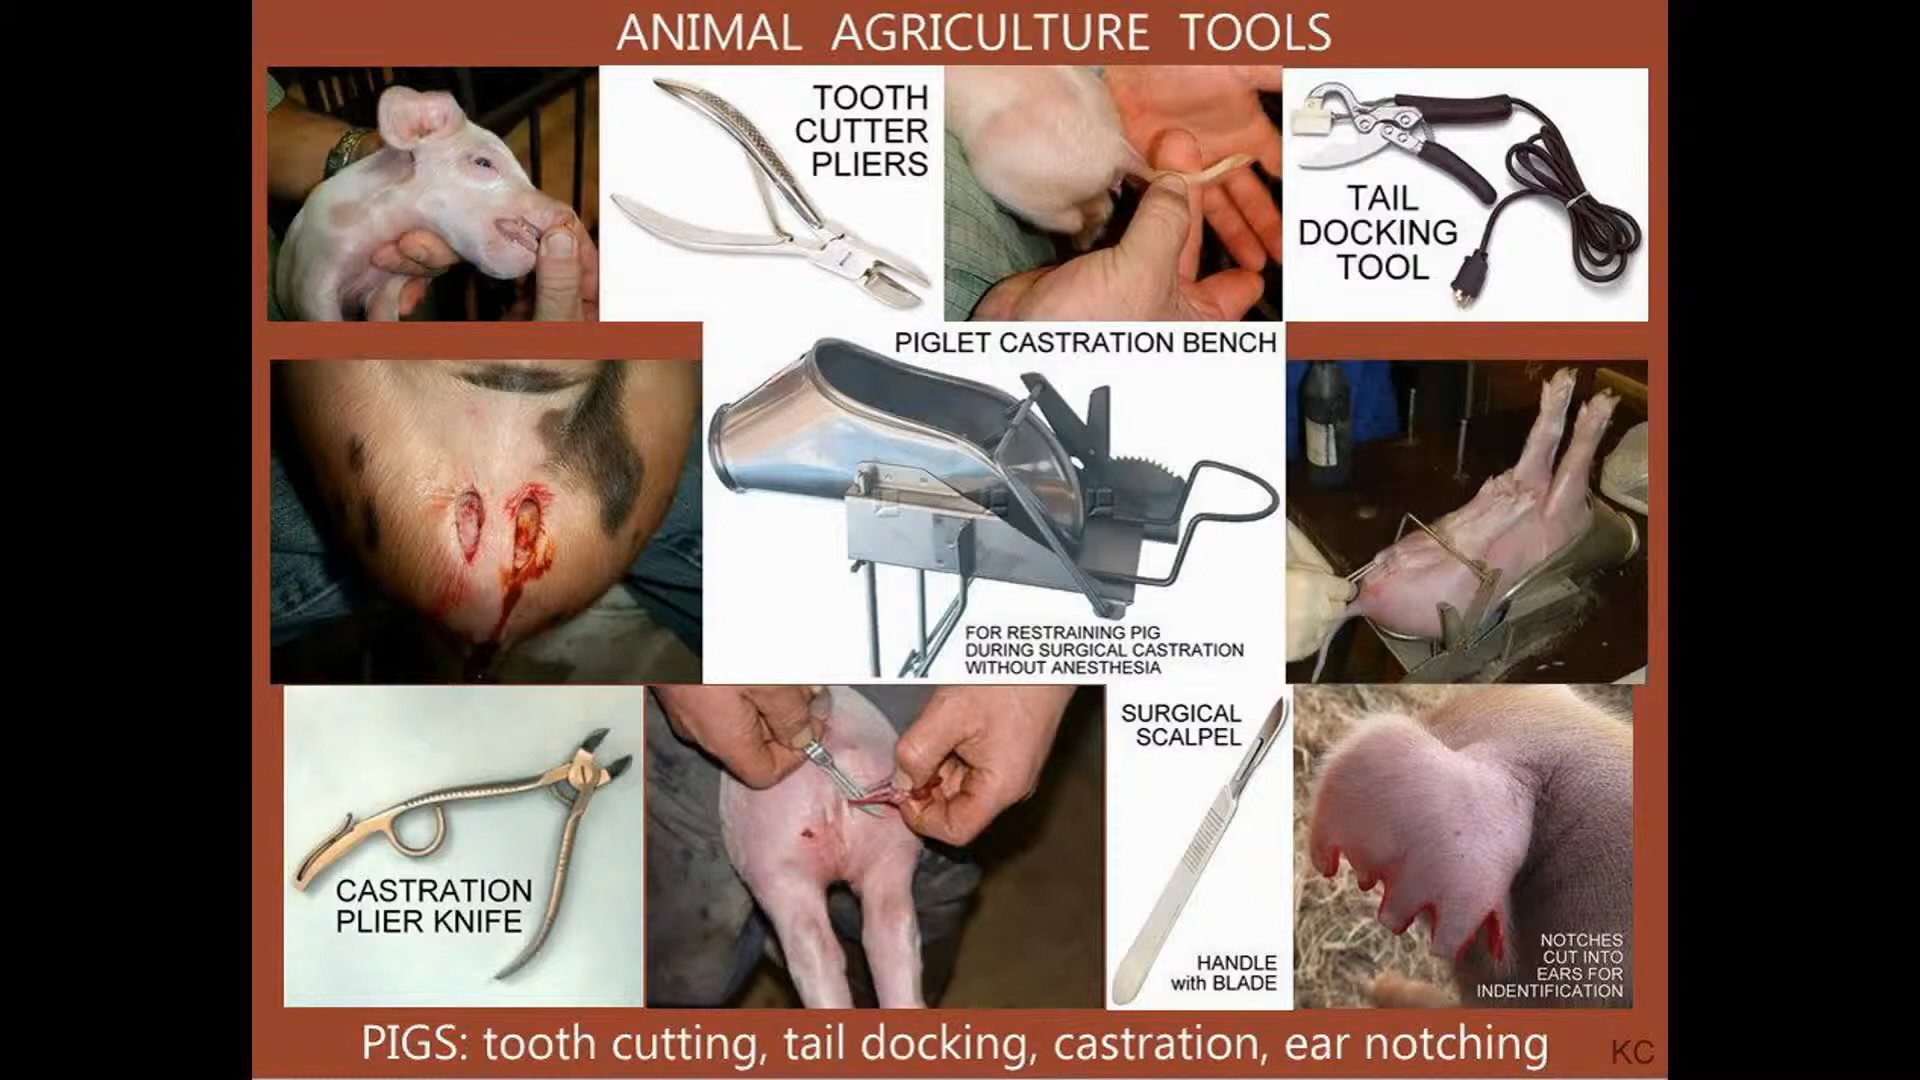 ANIMAL AGRICULTURE TOOLS
TOOTH
CUTTER
PLIERS
TAIL
DOCKING
TOOL
PIGLET CASTRATION BENCH
FOR RESTRAINING PIG
DURING SURGICAL CASTRATION
WITHOUT ANESTHESIA
CASTRATION
PLIER KNIFE
SURGICAL
SCALPEL
HANDLE
with BLADE
NOTCHES
CUT INTO
EARS FOR
INDENTIFICATION
PIGS: tooth cutting, tail docking, castration, ear notching
KC